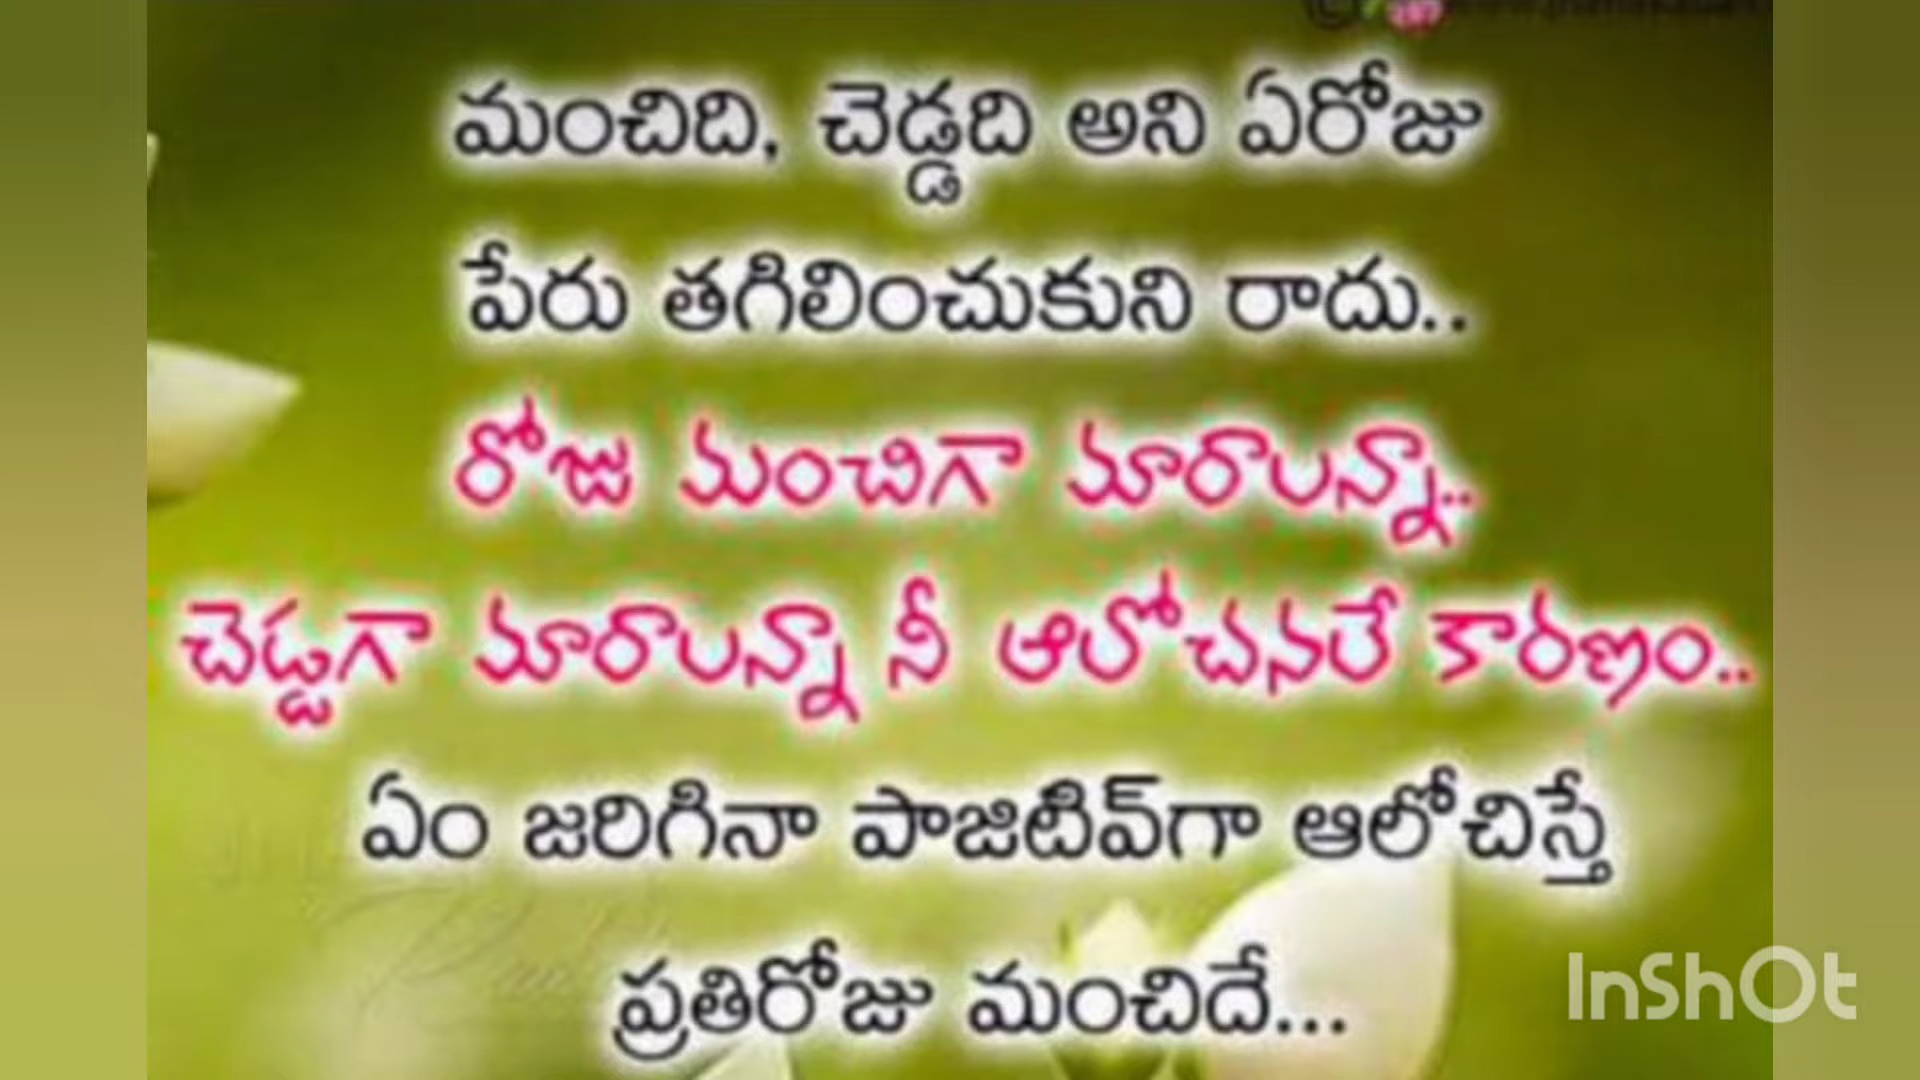 మంచిది, చెడ్డది అని ఏరోజు
పేరు తగిలించుకుని రాదు..
రోజు మంచిగా మారాలన్నా..
చెడ్డగా మారాలన్నా నీ ఆలోచనలే కారణం..
ఏం జరిగినా పాజిటివ్‌గా ఆలోచిస్తే
ప్రతిరోజు మంచిదే...
InShOt